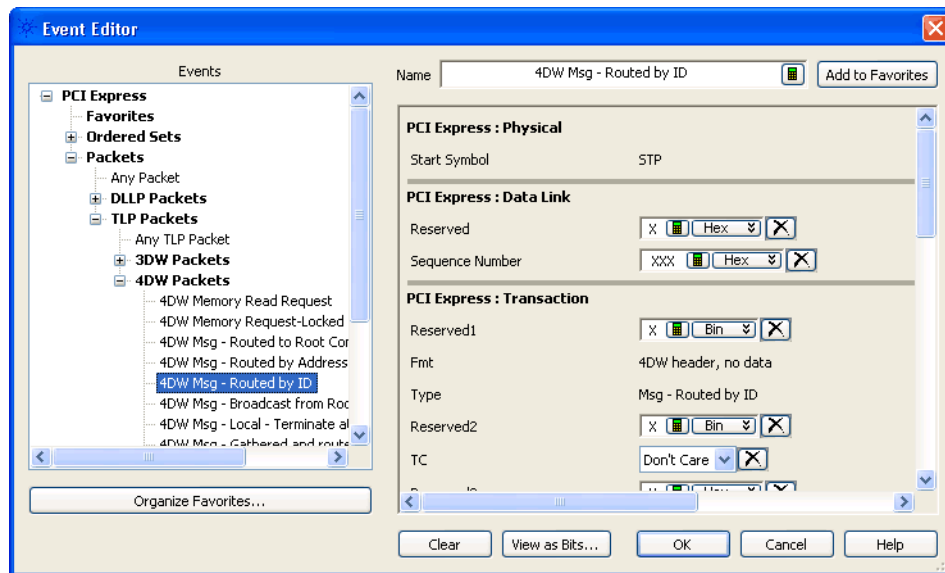 Event Editor
Events
PCI Express
Favorites
Ordered Sets
Packets
Any Packet
DLLP Packets
TLP Packets
Any TLP Packet
3DW Packets
4DW Packets
4DW Memory Read Request
4DW Memory Request-Locked
4DW Msg - Routed to Root Cor
4DW Msg - Routed by Address
4DW Msg - Routed by ID
4DW Msg - Broadcast from Roo
4DW Msg - Local - Terminate at
4DW Msg - Gathered and route
Organize Favorites...
Name 4DW Msg - Routed by ID Add to Favorites
PCI Express : Physical
Start Symbol STP
PCI Express : Data Link
Reserved X Hex
Sequence Number XXX Hex
PCI Express : Transaction
Reserved1 X Bin
Fmt 4DW header, no data
Type Msg - Routed by ID
Reserved2 X Bin
TC Don't Care
Clear View as Bits... OK Cancel Help